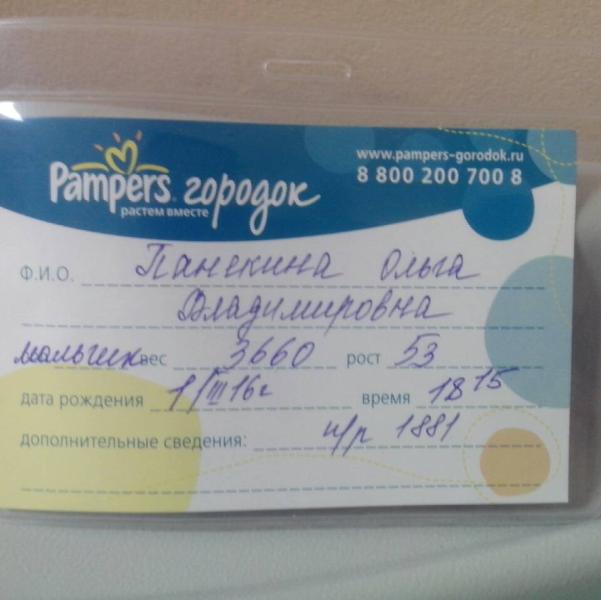 www.pampers-gorodok.ru
8 800 200 700 8
Pampers городок
растем вместе
Ф.И.О. Панекина Ольга
Владимировна
мальчик вес 3660 рост 53
дата рождения 1/III 16г время 18 15
дополнительные сведения: и/р 1881